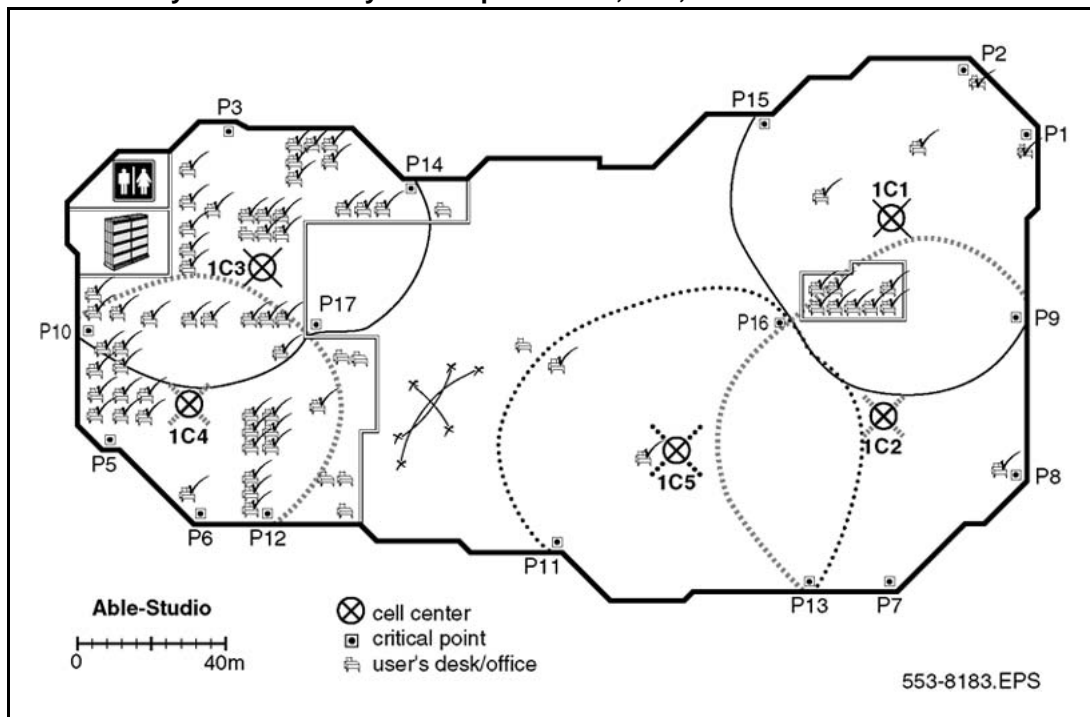 P2
P15
P3
P1
P14
1C1
1C3
P17
P10
P16
P9
1C4
1C2
P5
1C5
P8
P6
P12
P11
P13
P7
Able-Studio
0 40m
cell center
critical point
user's desk/office
553-8183.EPS